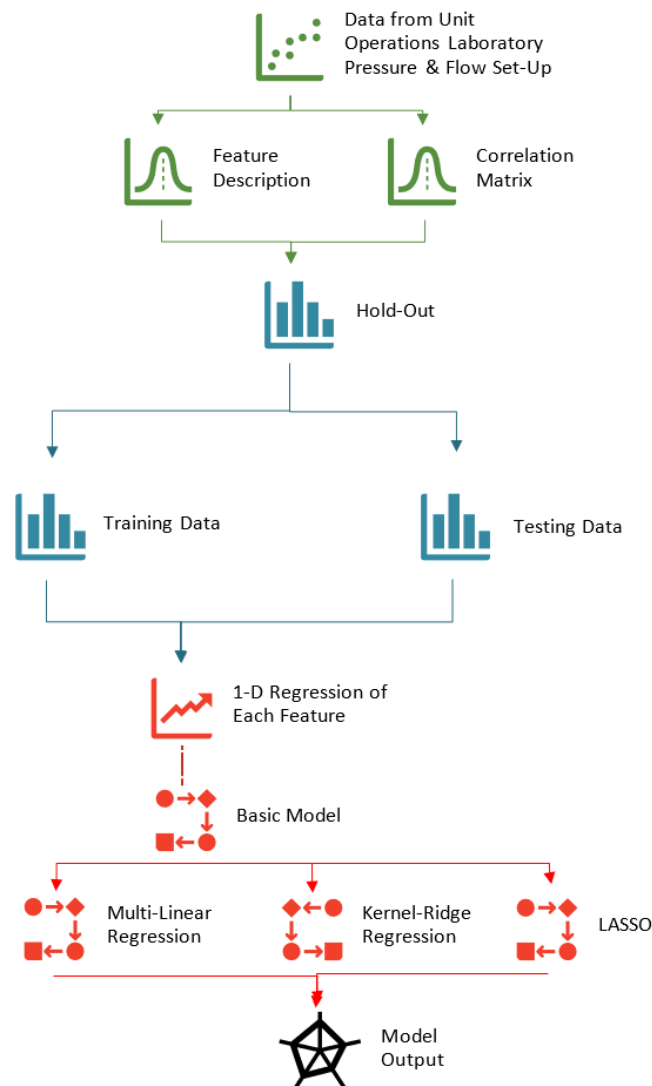 Data from Unit
Operations Laboratory
Pressure & Flow Set-Up
Feature
Description
Correlation
Matrix
Hold-Out
Training Data
Testing Data
1-D Regression of
Each Feature
Basic Model
Multi-Linear
Regression
Kernel-Ridge
Regression
LASSO
Model
Output